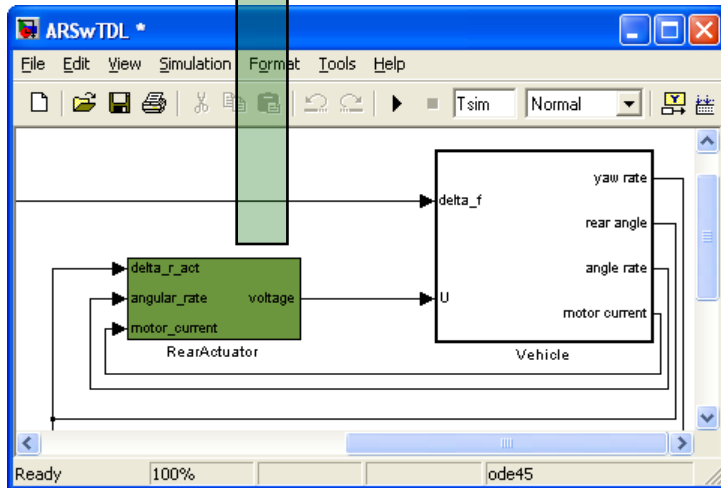 ARSwTDL *
File Edit View Simulation Format Tools Help
Tsim Normal
yaw rate
delta_f
rear angle
delta_r_act
angle rate
angular_rate voltage
U
motor current
motor_current
RearActuator
Vehicle
Ready 100% ode45